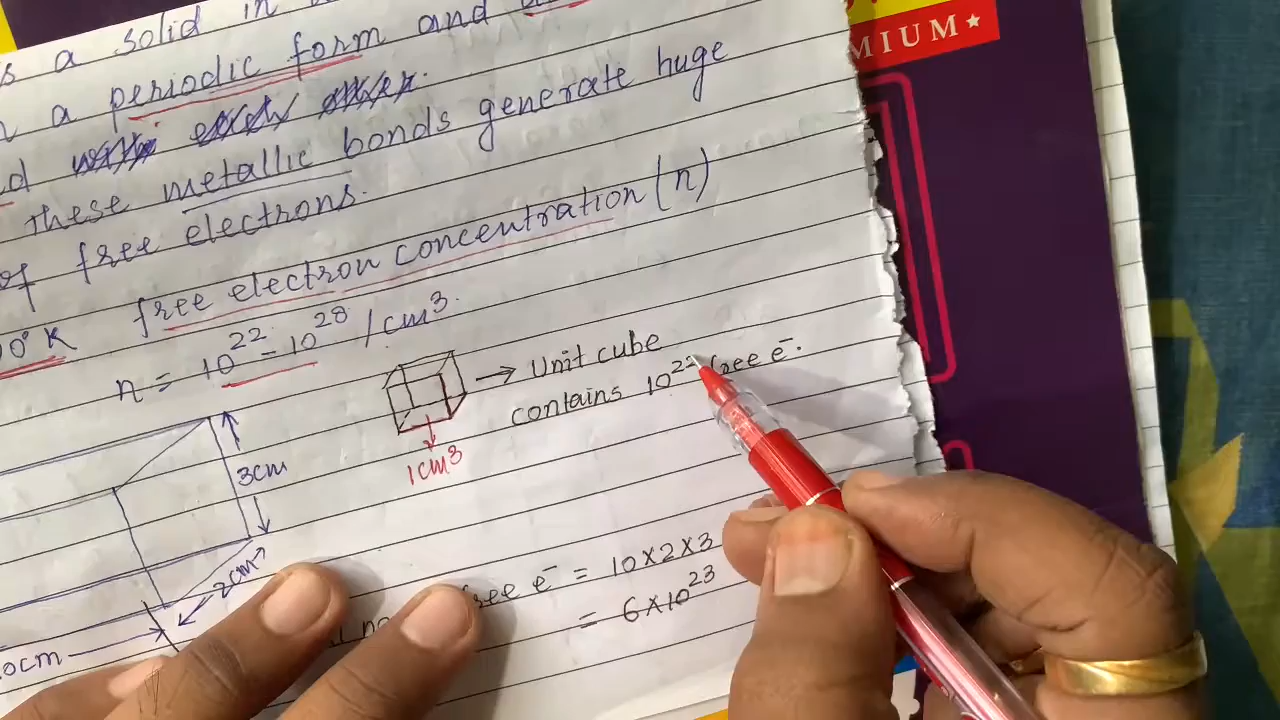 s a solid in
a periodic form and
MIUM★
These metallic bonds generate huge
of free electrons.
free electron concentration (n)
0°K
n = 10²² - 10²⁸ /cm³.
→ Unit cube
contains 10²² free e⁻.
1cm³
3cm
2cm
0cm
free e⁻ = 10×2×3
= 6×10²³